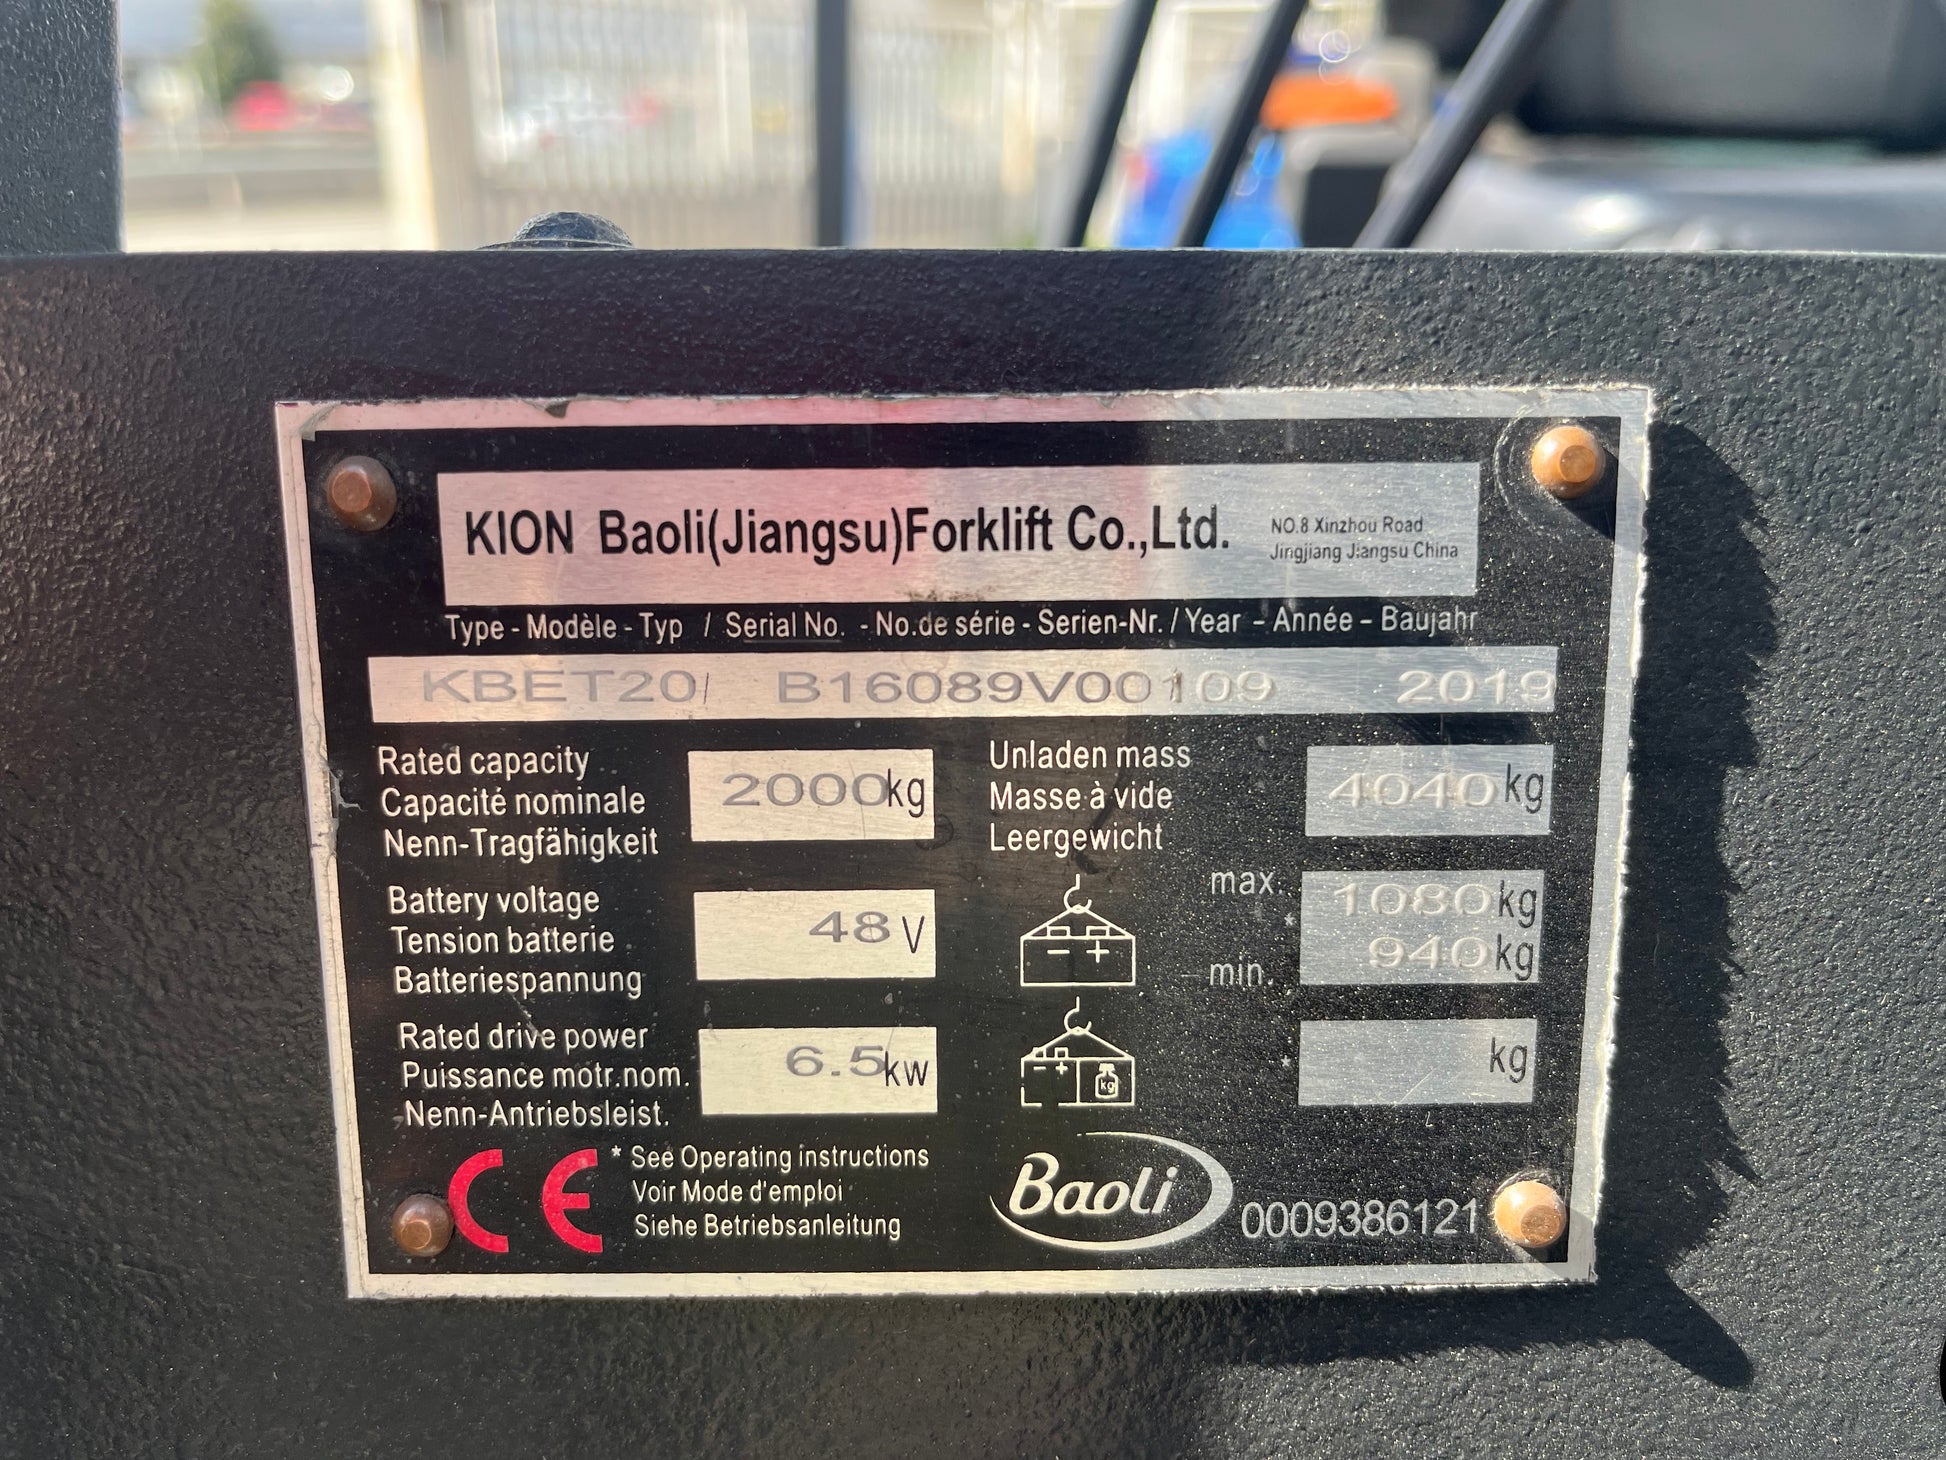 KION Baoli(Jiangsu)Forklift Co.,Ltd.
NO.8 Xinzhou Road
Jingjiang Jiangsu China
Type - Modèle - Typ / Serial No. - No.de série - Serien-Nr. / Year - Année - Baujahr
KBET20/ B16089V00109 2019
Rated capacity
Capacité nominale
Nenn-Tragfähigkeit
2000kg
Unladen mass
Masse à vide
Leergewicht
4040kg
Battery voltage
Tension batterie
Batteriespannung
48 V
- +
max. 1080kg
*
min. 940kg
Rated drive power
Puissance motr.nom.
Nenn-Antriebsleist.
6.5kw
- + kg
* kg
CE
* See Operating instructions
Voir Mode d'emploi
Siehe Betriebsanleitung
Baoli
0009386121